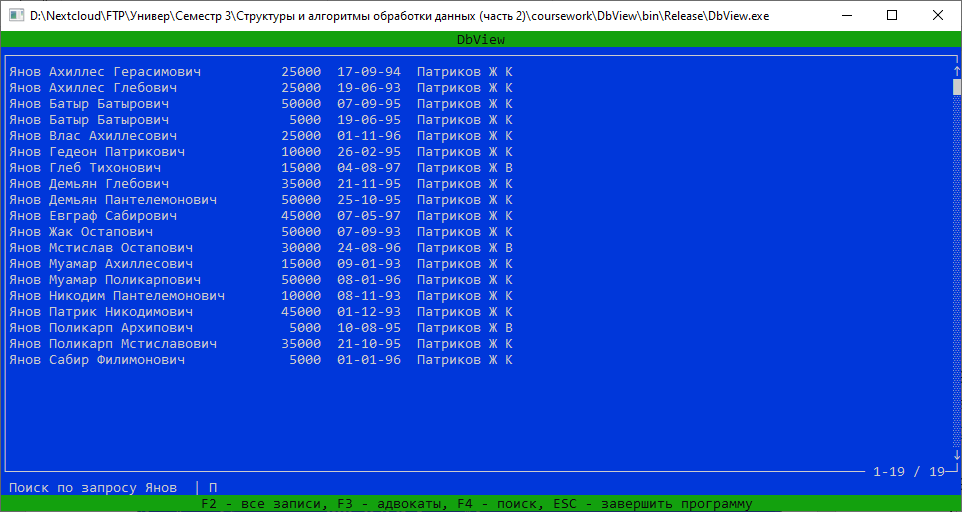 D:\Nextcloud\FTP\Универ\Семестр 3\Структуры и алгоритмы обработки данных (часть 2)\coursework\DbView\bin\Release\DbView.exe
DbView
Янов Ахиллес Герасимович 25000 17-09-94 Патриков Ж К
Янов Ахиллес Глебович 25000 19-06-93 Патриков Ж К
Янов Батыр Батырович 50000 07-09-95 Патриков Ж К
Янов Батыр Батырович 5000 19-06-95 Патриков Ж К
Янов Влас Ахиллесович 25000 01-11-96 Патриков Ж К
Янов Гедеон Патрикович 10000 26-02-95 Патриков Ж К
Янов Глеб Тихонович 15000 04-08-97 Патриков Ж В
Янов Демьян Глебович 35000 21-11-95 Патриков Ж К
Янов Демьян Пантелемонович 50000 25-10-95 Патриков Ж К
Янов Евграф Сабирович 45000 07-05-97 Патриков Ж К
Янов Жак Остапович 50000 07-09-93 Патриков Ж К
Янов Мстислав Остапович 30000 24-08-96 Патриков Ж В
Янов Муамар Ахиллесович 15000 09-01-93 Патриков Ж К
Янов Муамар Поликарпович 50000 08-01-96 Патриков Ж К
Янов Никодим Пантелемонович 10000 08-11-93 Патриков Ж К
Янов Патрик Никодимович 45000 01-12-93 Патриков Ж К
Янов Поликарп Архипович 5000 10-08-95 Патриков Ж В
Янов Поликарп Мстиславович 35000 21-10-95 Патриков Ж К
Янов Сабир Филимонович 5000 01-01-96 Патриков Ж К
1-19 / 19
Поиск по запросу Янов | П
F2 - все записи, F3 - адвокаты, F4 - поиск, ESC - завершить программу